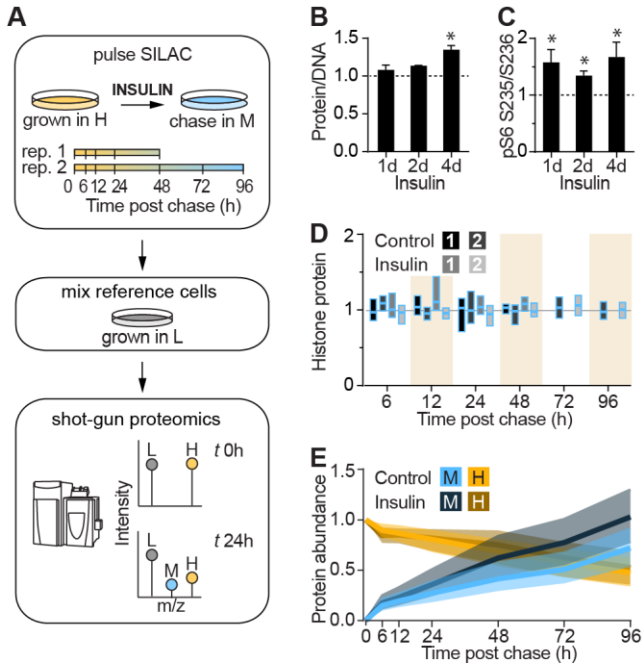 A
pulse SILAC
INSULIN
grown in H
chase in M
rep. 1
rep. 2
0 6 12 24 48 72 96
Time post chase (h)
mix reference cells
grown in L
shot-gun proteomics
L H t 0h
Intensity
L M H t 24h
m/z
B
Protein/DNA
1.5
1.0
0.5
0.0
*
1d 2d 4d
Insulin
C
pS6 S235/S236
2
1
0
* * *
1d 2d 4d
Insulin
D
Control 1 2
Insulin 1 2
Histone protein
2
1
0
6 12 24 48 72 96
Time post chase (h)
E
Control M H
Insulin M H
Protein abundance
1.5
1.0
0.5
0.0
0 6 12 24 48 72 96
Time post chase (h)